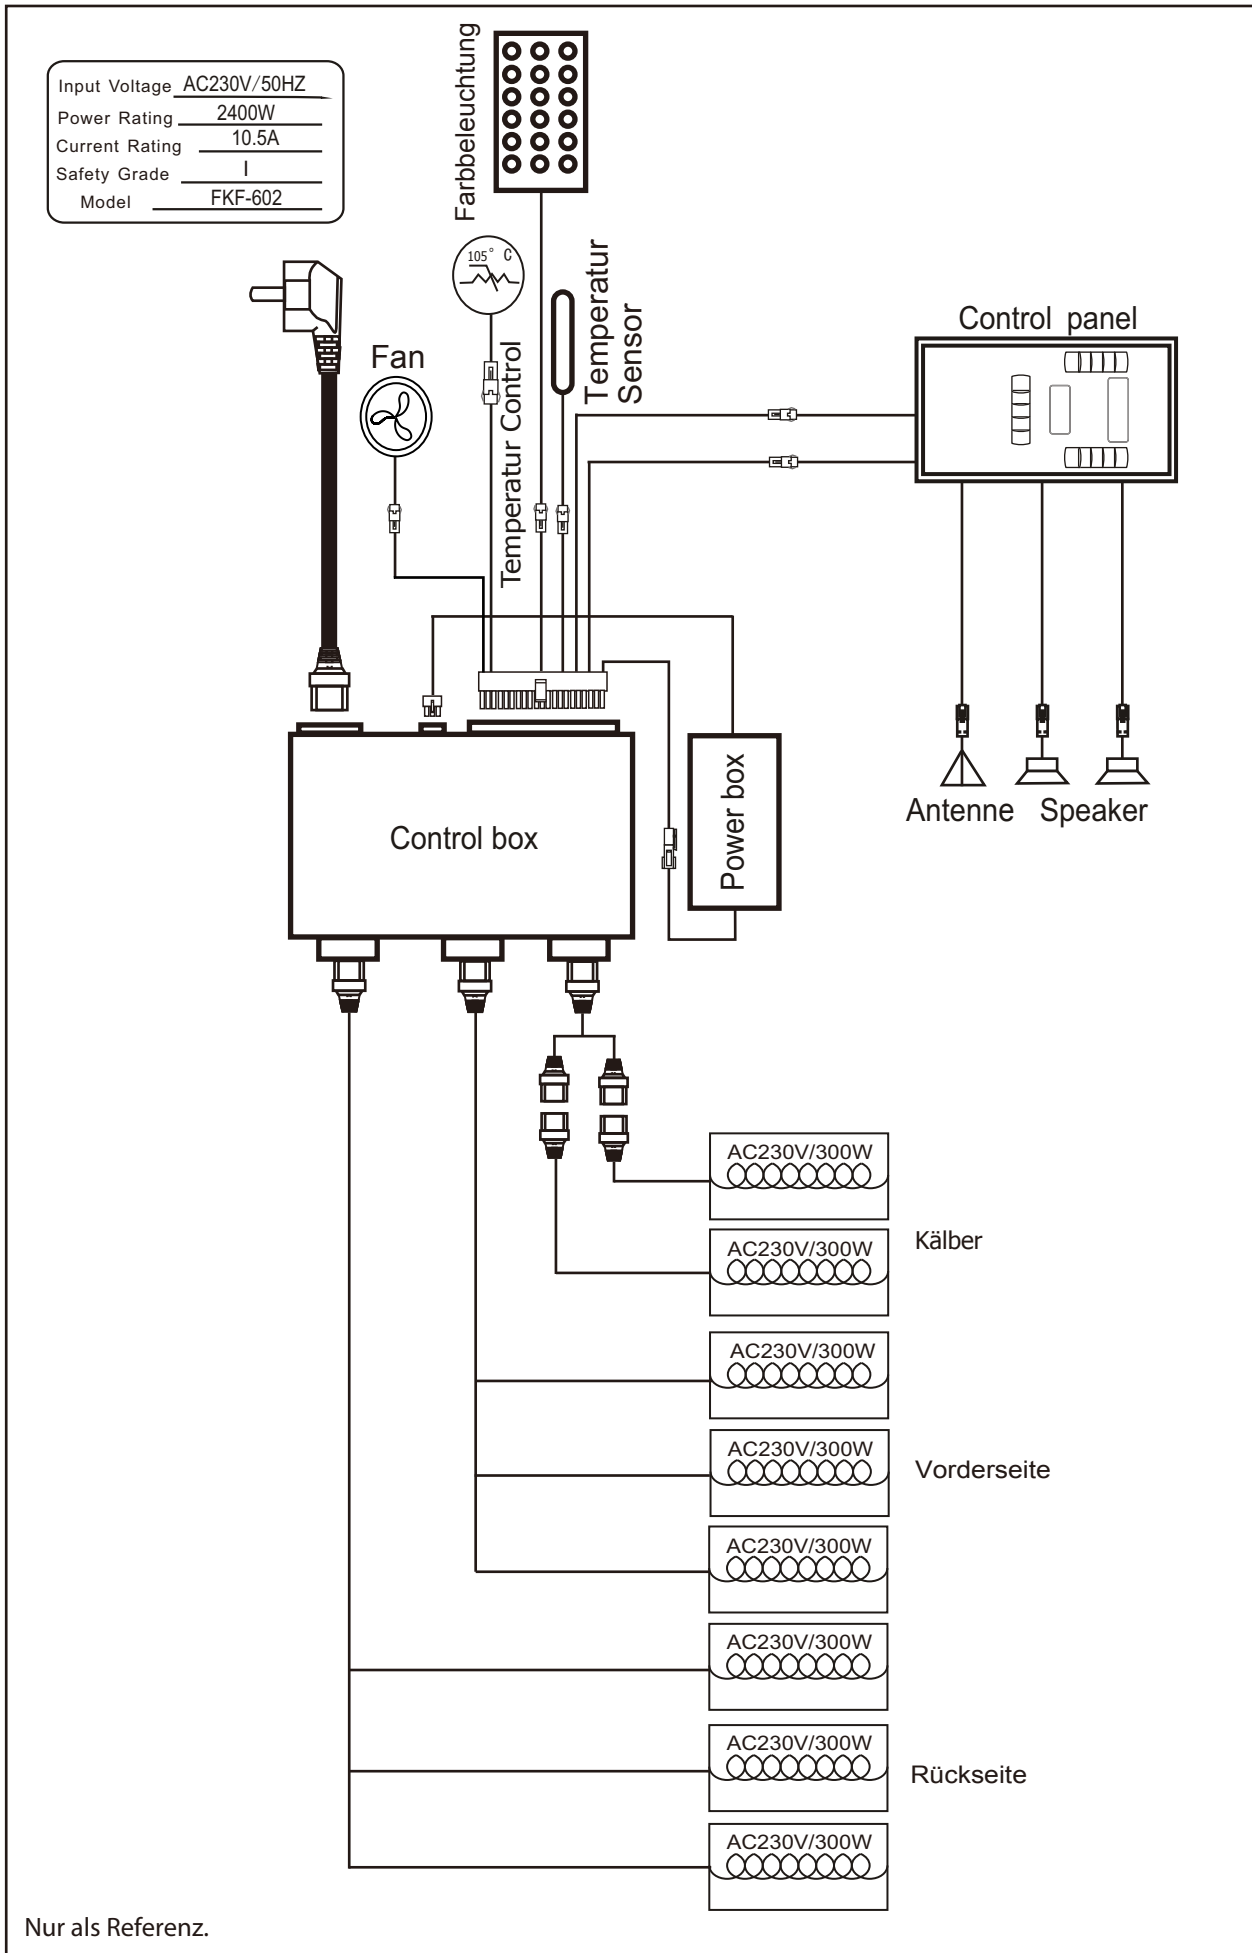 Input Voltage AC230V/50HZ
Power Rating 2400W
Current Rating 10.5A
Safety Grade I
Model FKF-602
Farbbeleuchtung
105° C
Temperatur Control
Temperatur
Sensor
Fan
Control panel
Antenne
Speaker
Control box
Power box
AC230V/300W
AC230V/300W
Kälber
AC230V/300W
AC230V/300W
Vorderseite
AC230V/300W
AC230V/300W
AC230V/300W
Rückseite
AC230V/300W
Nur als Referenz.